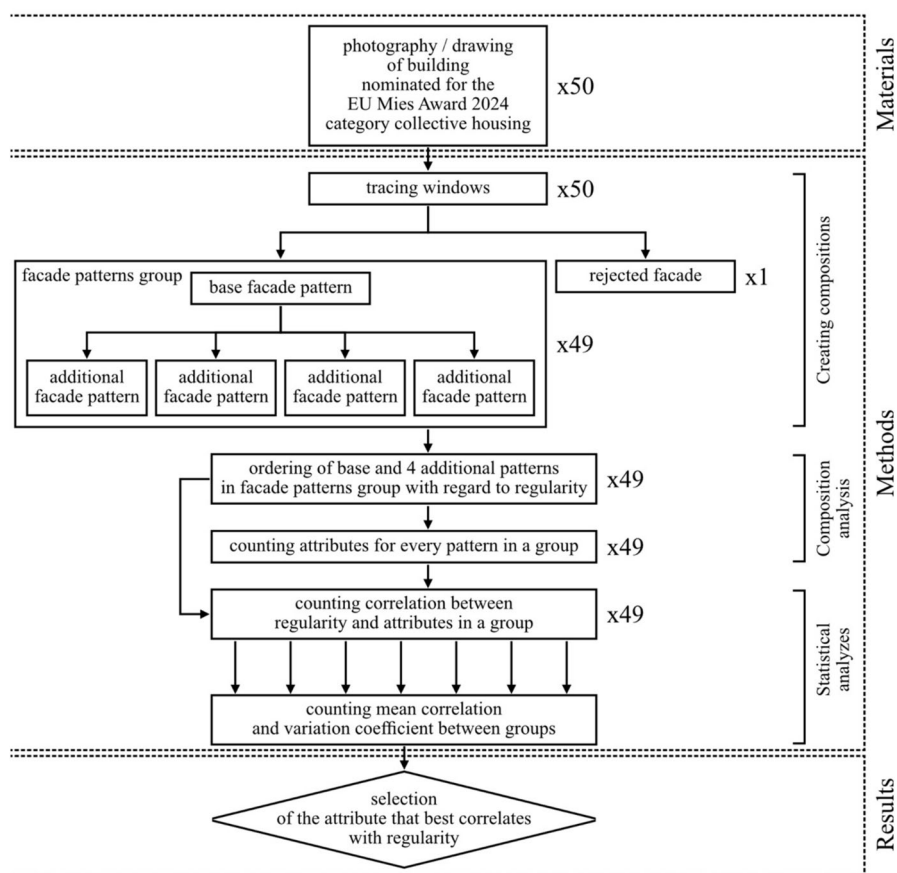 photography / drawing
of building
nominated for the
EU Mies Award 2024
category collective housing
x50
Materials
tracing windows
x50
facade patterns group
base facade pattern
rejected facade
x1
x49
additional
facade pattern
additional
facade pattern
additional
facade pattern
additional
facade pattern
Creating compositions
ordering of base and 4 additional patterns
in facade patterns group with regard to regularity
x49
counting attributes for every pattern in a group
x49
Composition
analysis
Methods
counting correlation between
regularity and attributes in a group
x49
counting mean correlation
and variation coefficient between groups
Statistical
analyzes
selection
of the attribute that best correlates
with regularity
Results